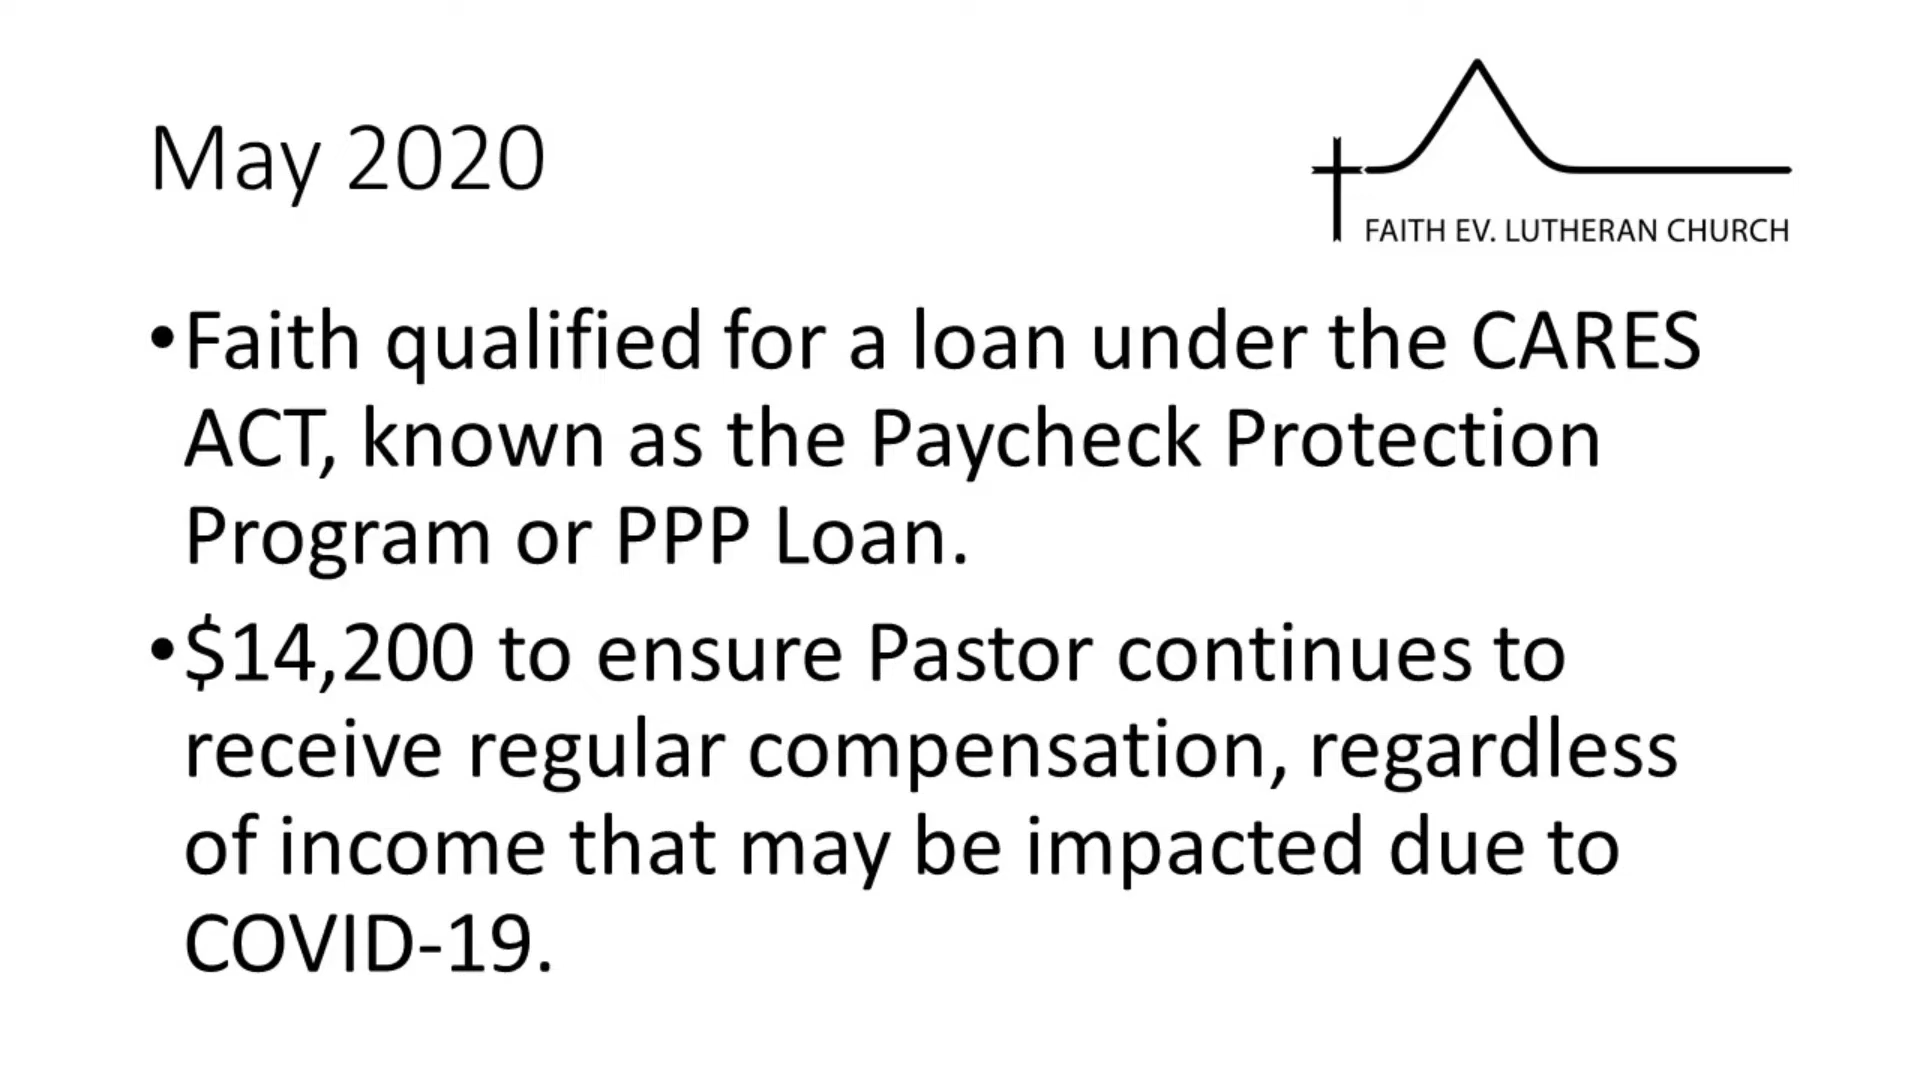 May 2020
FAITH EV. LUTHERAN CHURCH
•Faith qualified for a loan under the CARES
ACT, known as the Paycheck Protection
Program or PPP Loan.
•$14,200 to ensure Pastor continues to
receive regular compensation, regardless
of income that may be impacted due to
COVID-19.